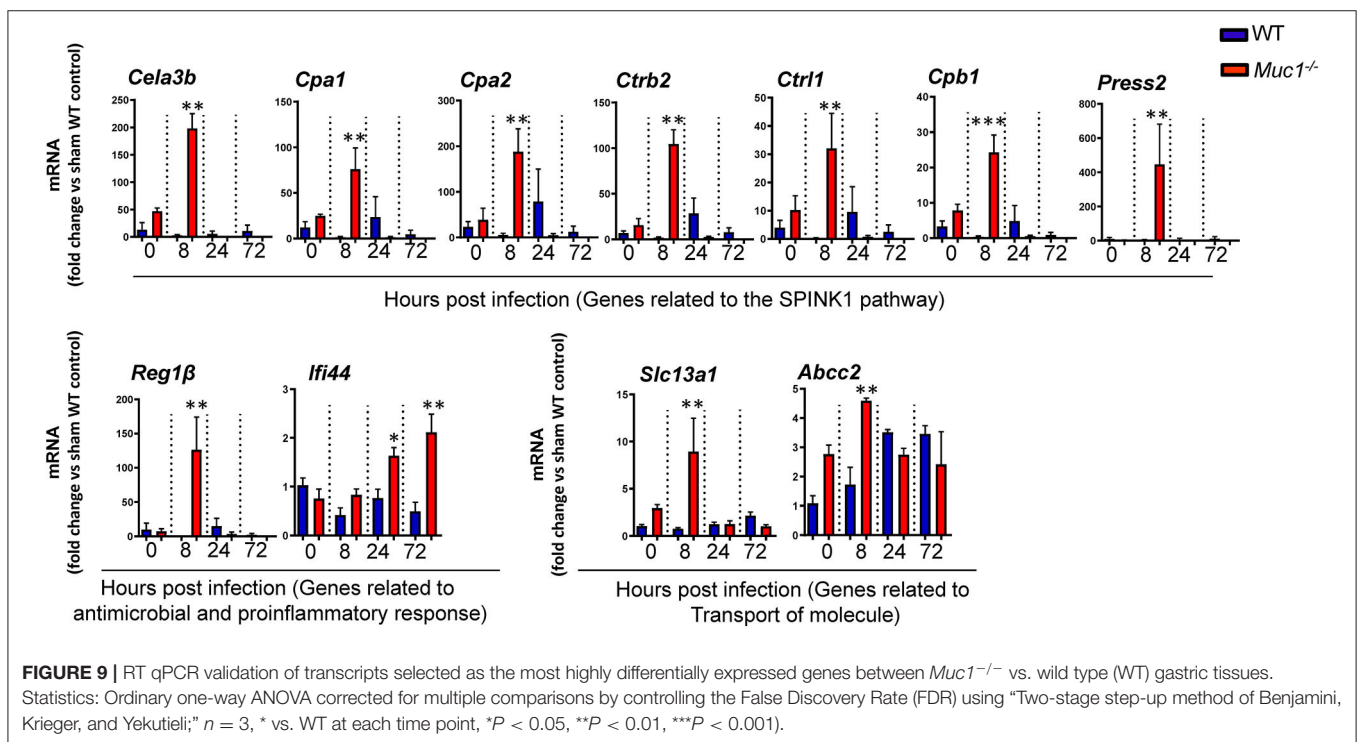 WT
Muc1-/-
mRNA
(fold change vs sham WT control)
Cela3b
250
200
150
100
50
0
**
0 8 24 72
Cpa1
150
100
50
0
**
0 8 24 72
Cpa2
300
200
100
0
**
0 8 24 72
Ctrb2
150
100
50
0
**
0 8 24 72
Ctrl1
50
40
30
20
10
0
**
0 8 24 72
Cpb1
40
30
20
10
0
***
0 8 24 72
Press2
800
600
400
200
0
**
0 8 24 72
Hours post infection (Genes related to the SPINK1 pathway)
mRNA
(fold change vs sham WT control)
Reg1β
200
150
100
50
0
**
0 8 24 72
Ifi44
3
2
1
0
* **
0 8 24 72
Hours post infection (Genes related to
antimicrobial and proinflammatory response)
mRNA
(fold change vs sham WT control)
Slc13a1
15
10
5
0
**
0 8 24 72
Abcc2
5
4
3
2
1
0
**
0 8 24 72
Hours post infection (Genes related to
Transport of molecule)
FIGURE 9 | RT qPCR validation of transcripts selected as the most highly differentially expressed genes between Muc1−/− vs. wild type (WT) gastric tissues.
Statistics: Ordinary one-way ANOVA corrected for multiple comparisons by controlling the False Discovery Rate (FDR) using “Two-stage step-up method of Benjamini,
Krieger, and Yekutieli;” n = 3, * vs. WT at each time point, *P < 0.05, **P < 0.01, ***P < 0.001).